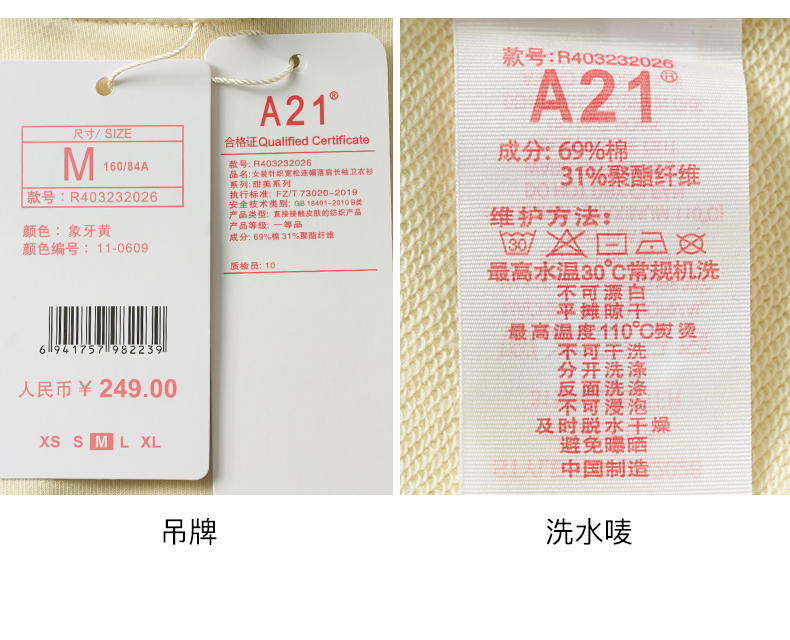 尺寸/ SIZE
M 160/84A
款号：R403232026
颜色：象牙黄
颜色编号：11-0609
6 941757 982239
人民币 ¥ 249.00
XS S M L XL
A21®
合格证Qualified Certificate
款号: R403232026
品名: 女装针织宽松连帽落肩长袖卫衣衫
系列: 甜美系列
执行标准: FZ/T 73020-2019
安全技术类别: GB 18401-2010 B类
产品类型: 直接接触皮肤的纺织产品
产品等级: 一等品
成分: 69%棉 31%聚酯纤维
质检员: 10
款号:R403232026
A21®
成分: 69%棉
31%聚酯纤维
维护方法:
30
最高水温30°C常规机洗
不可漂白
平摊晾干
最高温度110°C熨烫
不可干洗
分开洗涤
反面洗涤
不可浸泡
及时脱水干燥
避免曝晒
中国制造
吊牌
洗水唛